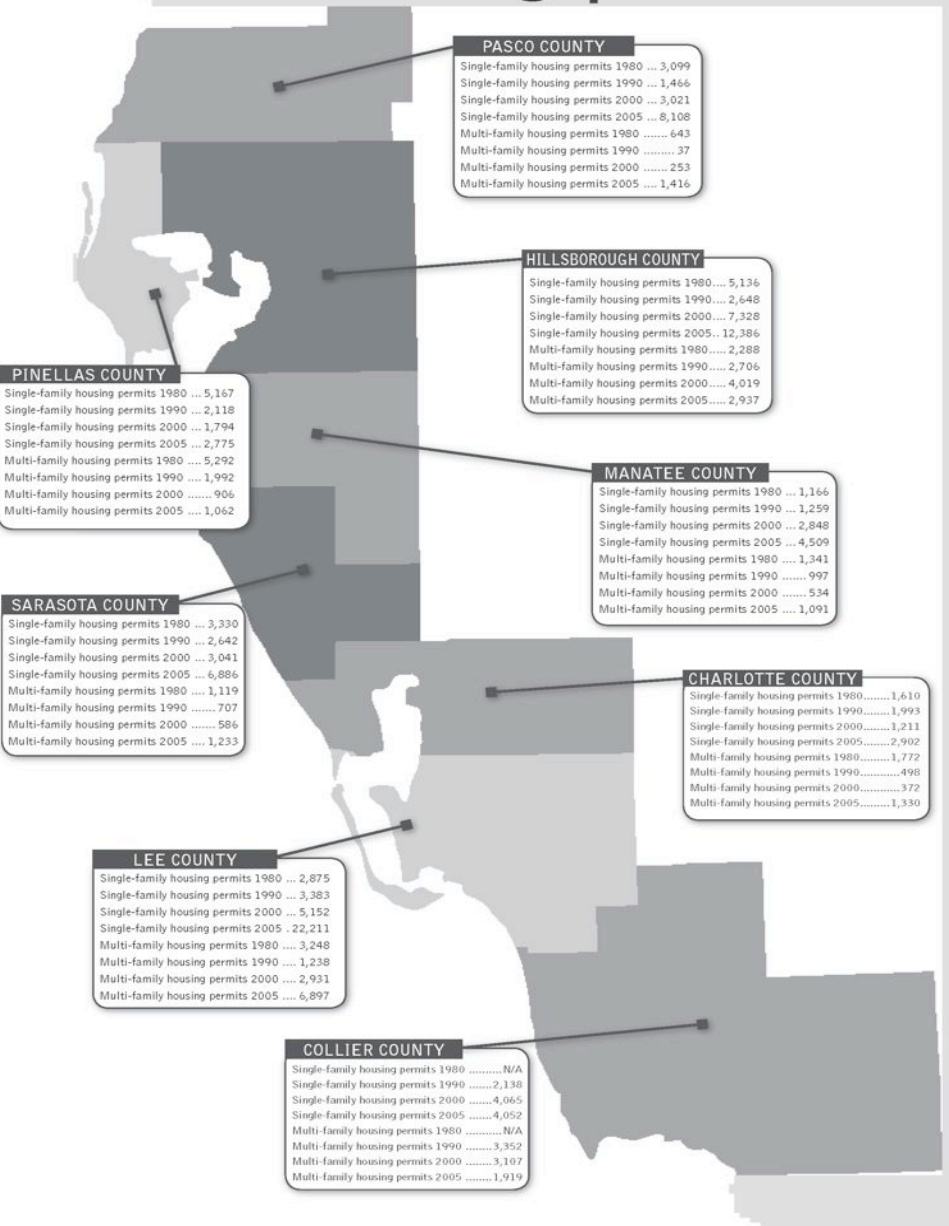 PASCO COUNTY
Single-family housing permits 1980 ... 3,099
Single-family housing permits 1990 ... 1,466
Single-family housing permits 2000 ... 3,021
Single-family housing permits 2005 ... 8,108
Multi-family housing permits 1980 ....... 643
Multi-family housing permits 1990 ......... 37
Multi-family housing permits 2000 ....... 253
Multi-family housing permits 2005 .... 1,416
HILLSBOROUGH COUNTY
Single-family housing permits 1980.... 5,136
Single-family housing permits 1990.... 2,648
Single-family housing permits 2000.... 7,328
Single-family housing permits 2005.. 12,386
Multi-family housing permits 1980..... 2,288
Multi-family housing permits 1990..... 2,706
Multi-family housing permits 2000..... 4,019
Multi-family housing permits 2005..... 2,937
PINELLAS COUNTY
Single-family housing permits 1980 ... 5,167
Single-family housing permits 1990 ... 2,118
Single-family housing permits 2000 ... 1,794
Single-family housing permits 2005 ... 2,775
Multi-family housing permits 1980 .... 5,292
Multi-family housing permits 1990 .... 1,992
Multi-family housing permits 2000 ....... 906
Multi-family housing permits 2005 .... 1,062
MANATEE COUNTY
Single-family housing permits 1980 ... 1,166
Single-family housing permits 1990 ... 1,259
Single-family housing permits 2000 ... 2,848
Single-family housing permits 2005 ... 4,509
Multi-family housing permits 1980 .... 1,341
Multi-family housing permits 1990 ....... 997
Multi-family housing permits 2000 ....... 534
Multi-family housing permits 2005 .... 1,091
SARASOTA COUNTY
Single-family housing permits 1980 ... 3,330
Single-family housing permits 1990 ... 2,642
Single-family housing permits 2000 ... 3,041
Single-family housing permits 2005 ... 6,886
Multi-family housing permits 1980 .... 1,119
Multi-family housing permits 1990 ....... 707
Multi-family housing permits 2000 ....... 586
Multi-family housing permits 2005 .... 1,233
CHARLOTTE COUNTY
Single-family housing permits 1980........1,610
Single-family housing permits 1990........1,993
Single-family housing permits 2000........1,211
Single-family housing permits 2005........2,902
Multi-family housing permits 1980.........1,772
Multi-family housing permits 1990............498
Multi-family housing permits 2000............372
Multi-family housing permits 2005.........1,330
LEE COUNTY
Single-family housing permits 1980 ... 2,875
Single-family housing permits 1990 ... 3,383
Single-family housing permits 2000 ... 5,152
Single-family housing permits 2005 . 22,211
Multi-family housing permits 1980 .... 3,248
Multi-family housing permits 1990 .... 1,238
Multi-family housing permits 2000 .... 2,931
Multi-family housing permits 2005 .... 6,897
COLLIER COUNTY
Single-family housing permits 1980 ..........N/A
Single-family housing permits 1990 .......2,138
Single-family housing permits 2000 .......4,065
Single-family housing permits 2005 .......4,052
Multi-family housing permits 1980 ...........N/A
Multi-family housing permits 1990 ........3,352
Multi-family housing permits 2000 ........3,107
Multi-family housing permits 2005 ........1,919